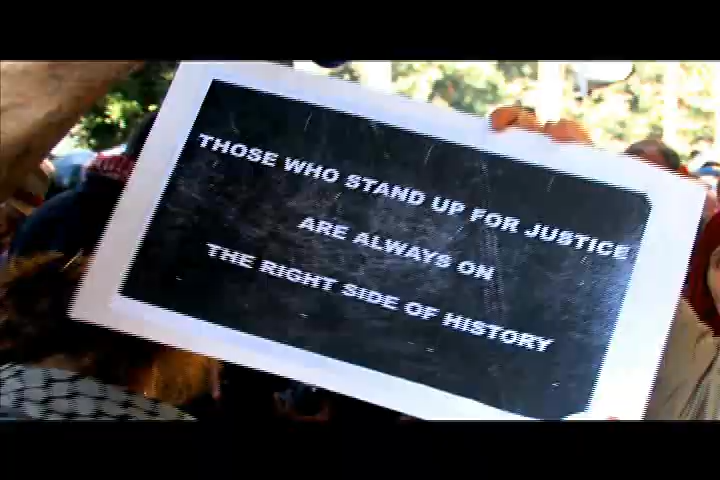 THOSE WHO STAND UP FOR JUSTICE
ARE ALWAYS ON
THE RIGHT SIDE OF HISTORY